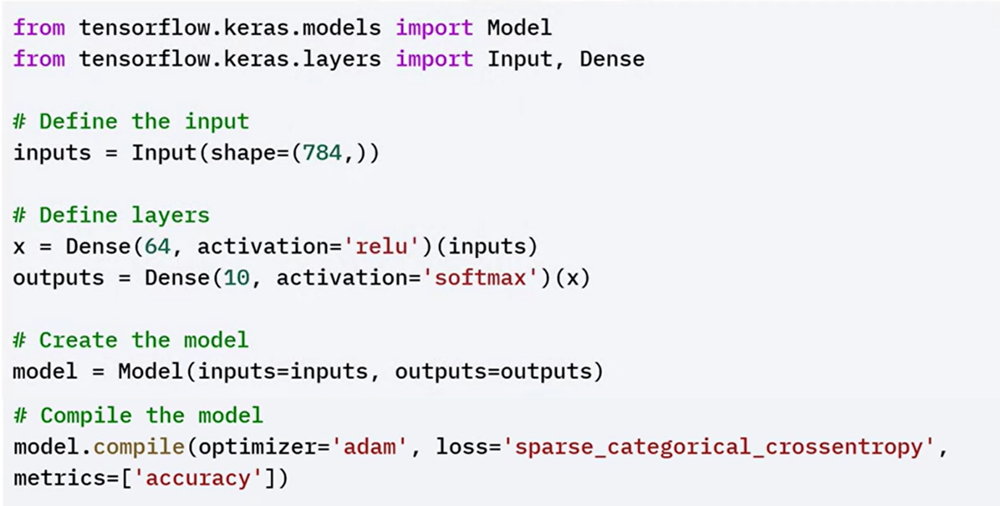 from tensorflow.keras.models import Model
from tensorflow.keras.layers import Input, Dense
# Define the input
inputs = Input(shape=(784,))
# Define layers
x = Dense(64, activation='relu')(inputs)
outputs = Dense(10, activation='softmax')(x)
# Create the model
model = Model(inputs=inputs, outputs=outputs)
# Compile the model
model.compile(optimizer='adam', loss='sparse_categorical_crossentropy',
metrics=['accuracy'])